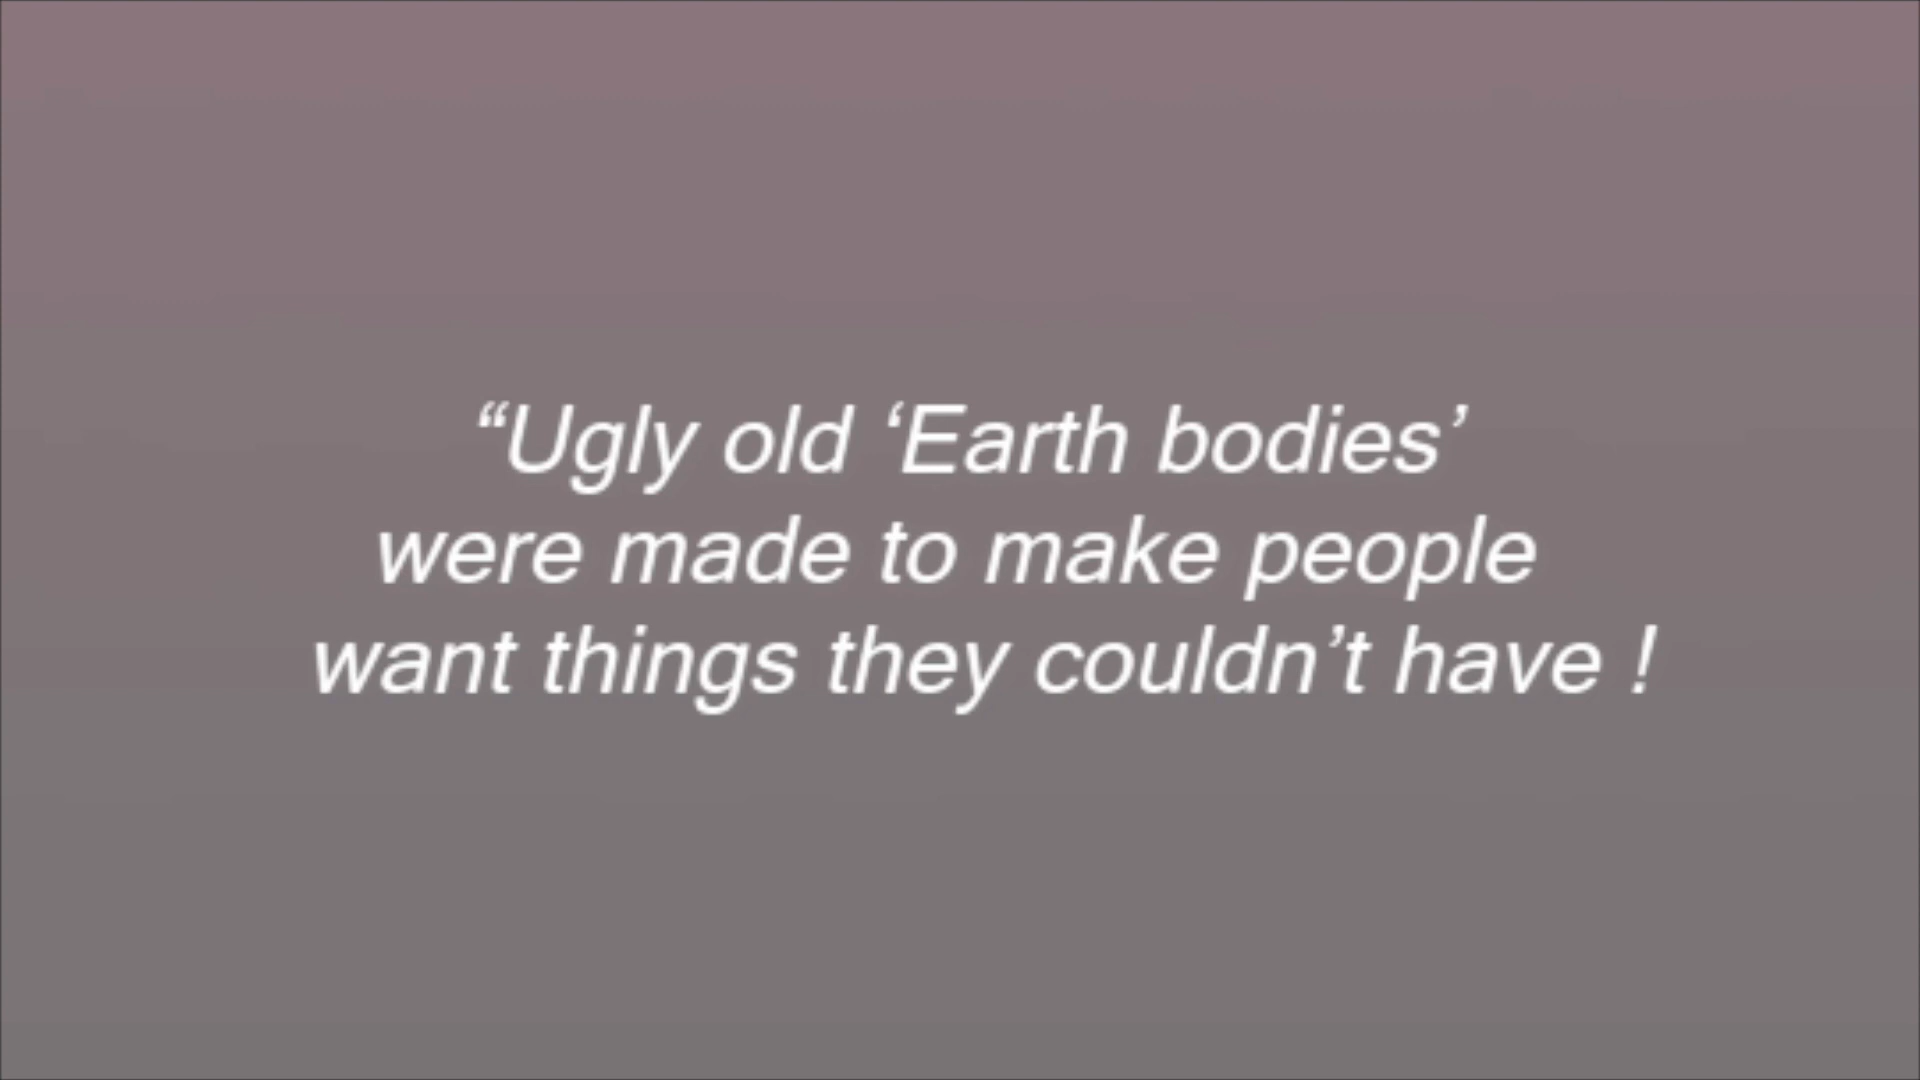 “Ugly old ‘Earth bodies’
were made to make people
want things they couldn’t have !